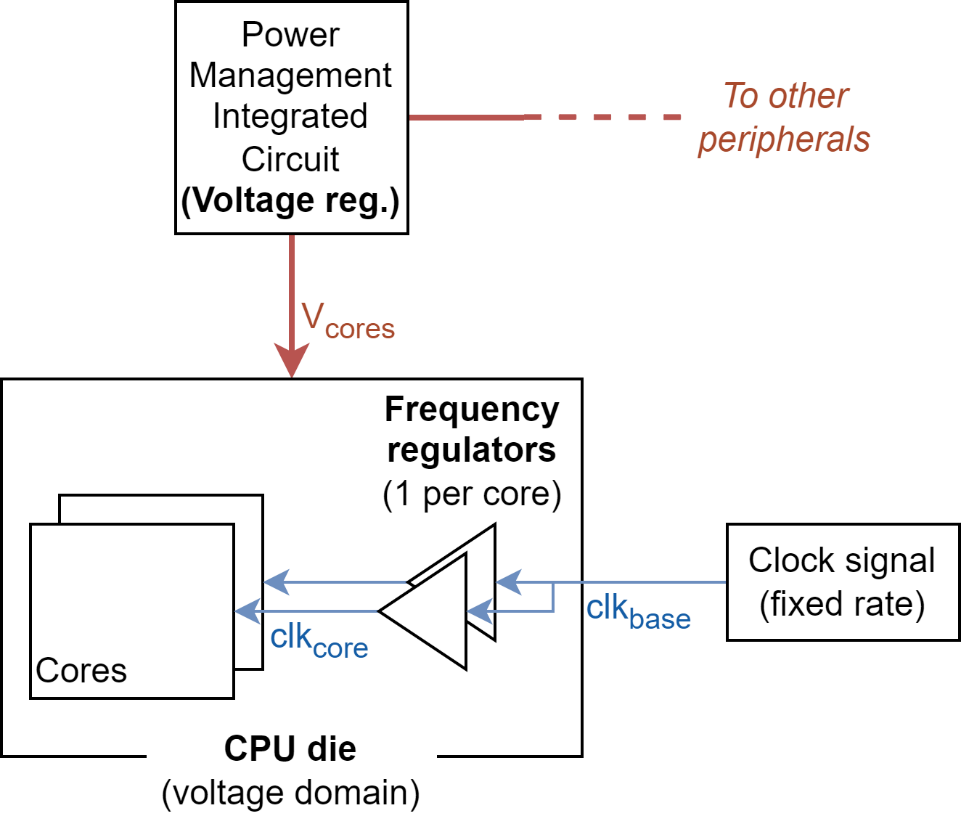 Power
Management
Integrated
Circuit
(Voltage reg.)
To other
peripherals
Vcores
Frequency
regulators
(1 per core)
Clock signal
(fixed rate)
clkbase
clkcore
Cores
CPU die
(voltage domain)